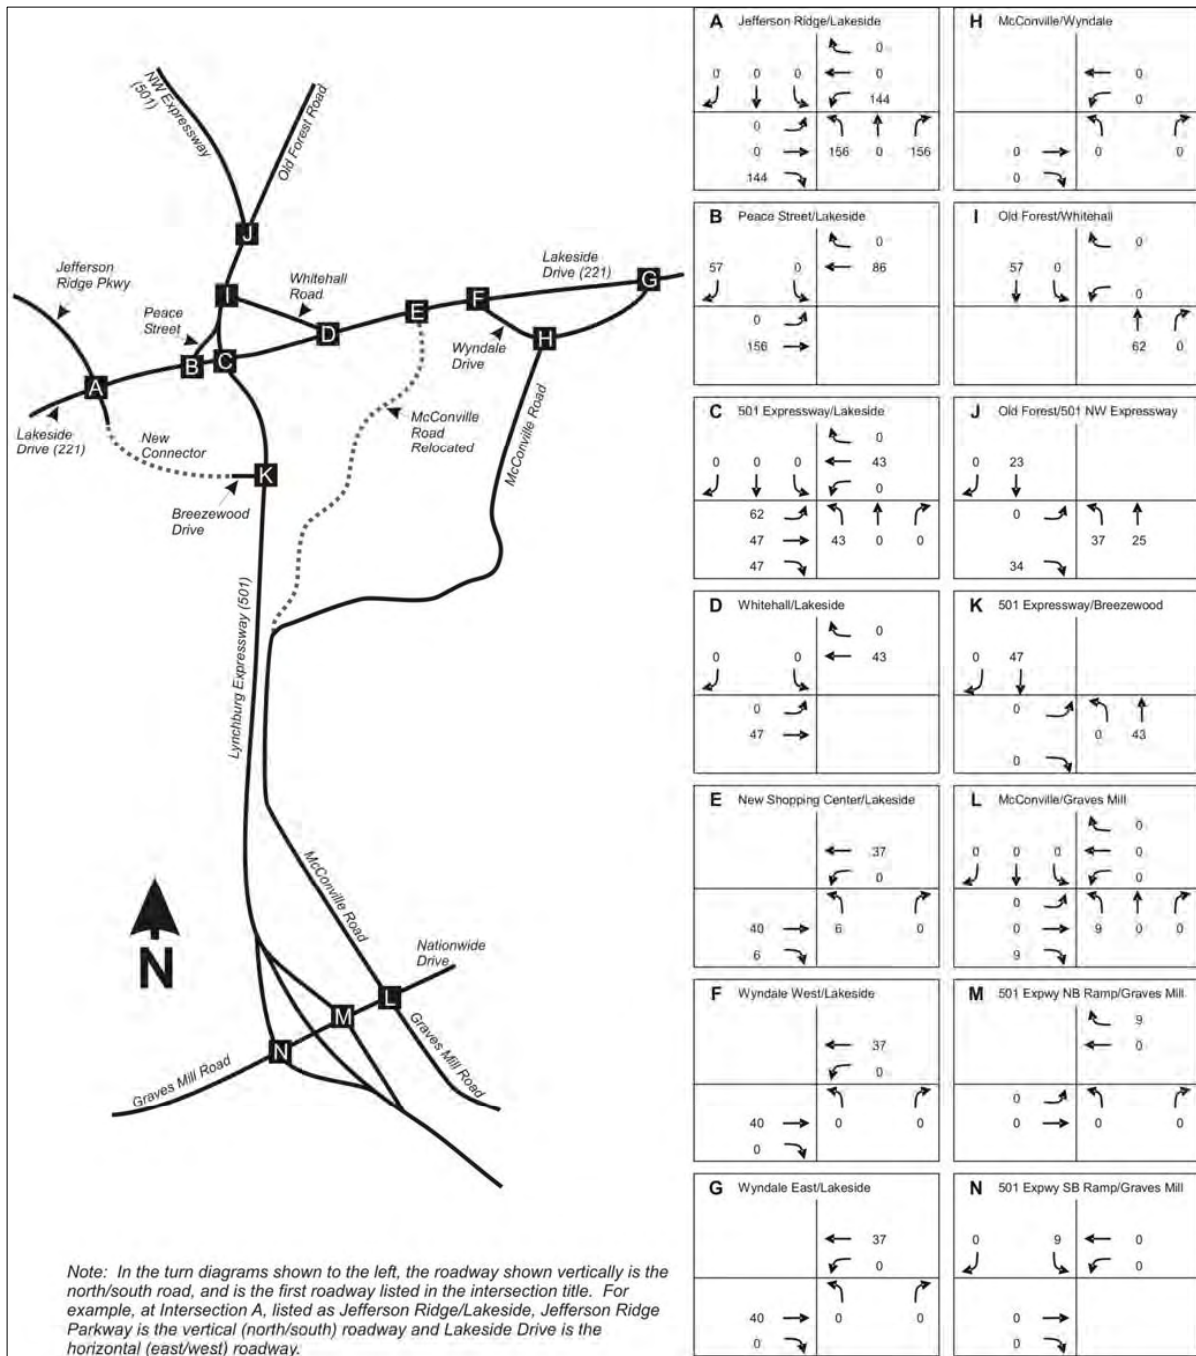 NW Expressway
(501)
Old Forest Road
J
Jefferson
Ridge Pkwy
Whitehall
Road
Lakeside
Drive (221)
G
I
Peace
Street
E
F
D
B
C
Wyndale
Drive
H
A
Lakeside
Drive (221)
New
Connector
McConville
Road
Relocated
McConville Road
K
Breezewood
Drive
Lynchburg Expressway (501)
McConville Road
N
Nationwide
Drive
L
M
N
Graves Mill Road
Graves Mill Road
Note: In the turn diagrams shown to the left, the roadway shown vertically is the
north/south road, and is the first roadway listed in the intersection title. For
example, at Intersection A, listed as Jefferson Ridge/Lakeside, Jefferson Ridge
Parkway is the vertical (north/south) roadway and Lakeside Drive is the
horizontal (east/west) roadway.
A Jefferson Ridge/Lakeside
0
0 0 0 0
144
0
0 156 0 156
144
B Peace Street/Lakeside
0
57 0 86
0
156
C 501 Expressway/Lakeside
0
0 0 0 43
0
62
47 43 0 0
47
D Whitehall/Lakeside
0
0 0 43
0
47
E New Shopping Center/Lakeside
37
0
40 6 0
6
F Wyndale West/Lakeside
37
0
40 0 0
0
G Wyndale East/Lakeside
37
0
40 0 0
0
H McConville/Wyndale
0
0
0 0 0
0
I Old Forest/Whitehall
0
57 0
0
62 0
J Old Forest/501 NW Expressway
0 23
0
37 25
34
K 501 Expressway/Breezewood
0 47
0
0 43
0
L McConville/Graves Mill
0
0 0 0 0
0
0
0 9 0 0
9
M 501 Expwy NB Ramp/Graves Mill
9
0
0
0 0 0
N 501 Expwy SB Ramp/Graves Mill
0 9 0
0
0
0